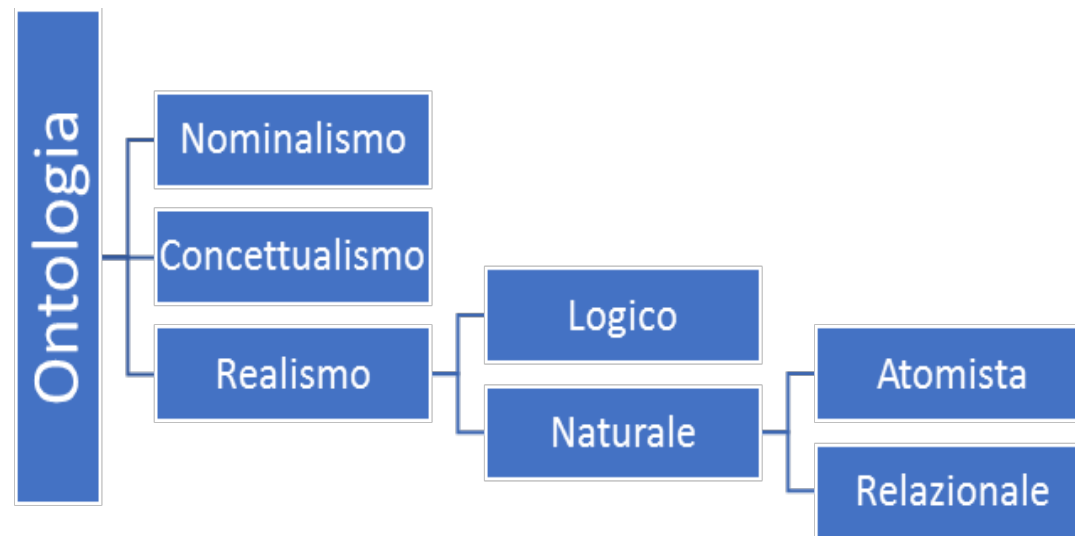 Ontologia
Nominalismo
Concettualismo
Realismo
Logico
Naturale
Atomista
Relazionale